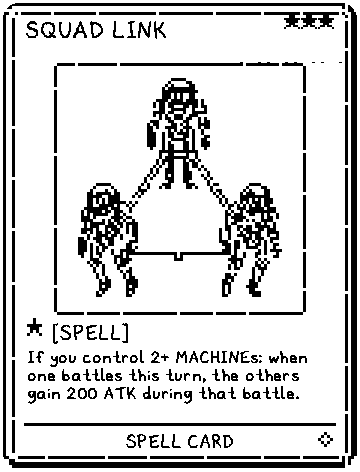 SQUAD LINK
[SPELL]
If you control 2+ MACHINEs: when
one battles this turn, the others
gain 200 ATK during that battle.
SPELL CARD